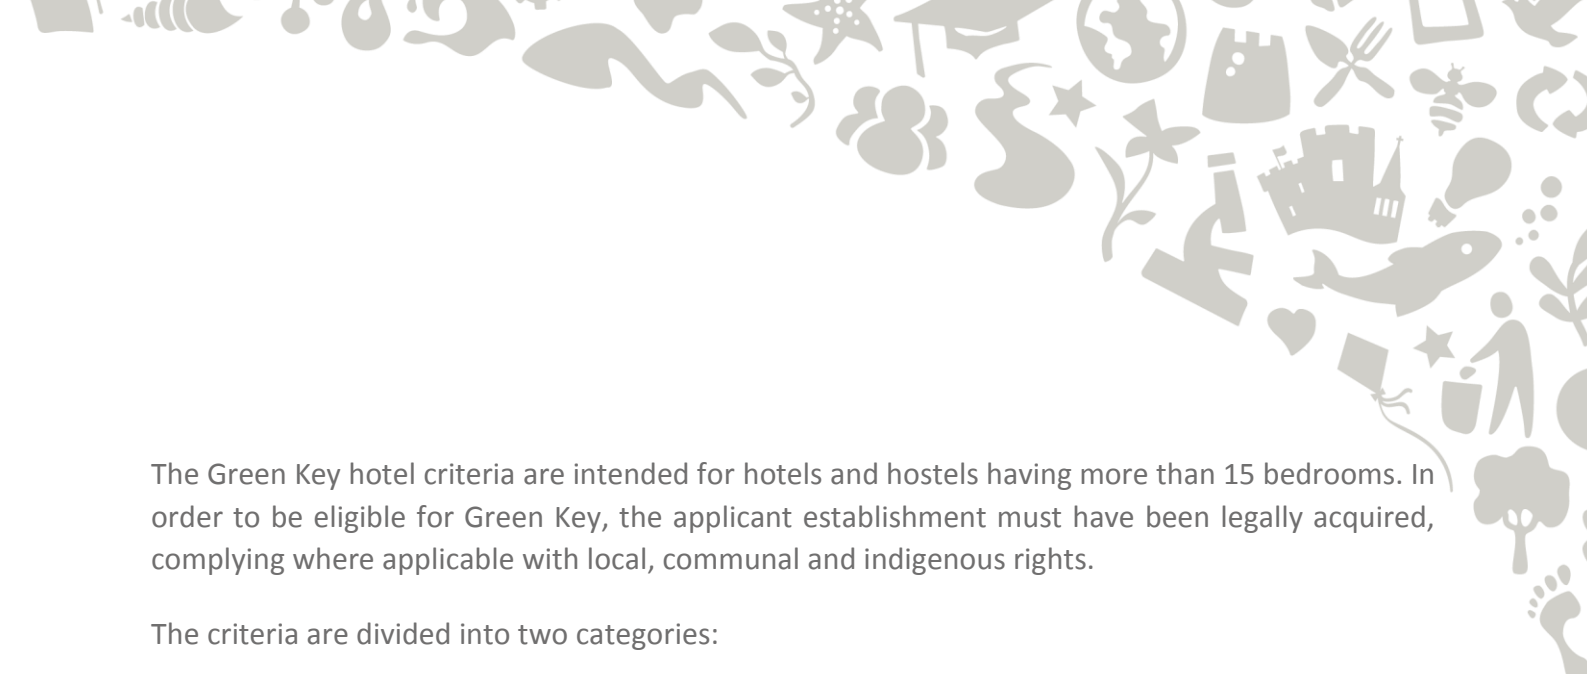 The Green Key hotel criteria are intended for hotels and hostels having more than 15 bedrooms. In
order to be eligible for Green Key, the applicant establishment must have been legally acquired,
complying where applicable with local, communal and indigenous rights.
The criteria are divided into two categories: